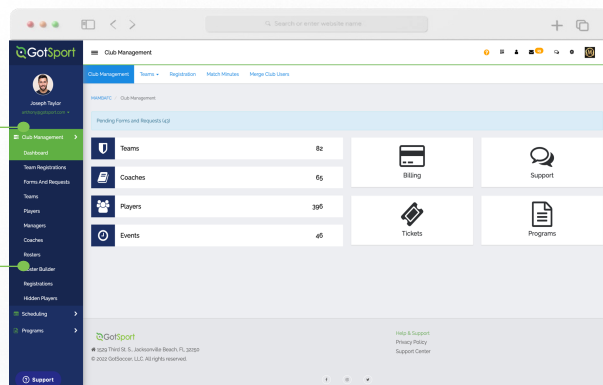 Search or enter website name
GotSport
Club Management
Joseph Taylor
anthony@gotsport.com
Club Management Teams Registration Match Minutes Merge Club Users
Club Management
Pending Forms and Requests (43)
Club Management
Dashboard
Team Registrations
Forms And Requests
Teams
Players
Managers
Coaches
Rosters
Roster Builder
Registrations
Hidden Players
Scheduling
Programs
Support
Teams 82
Coaches 65
Players 396
Events 46
Billing
Support
Tickets
Programs
GotSport
1529 Third St. S., Jacksonville Beach, FL 32250
© 2022 GotSoccer, LLC. All rights reserved.
Help & Support
Privacy Policy
Support Center